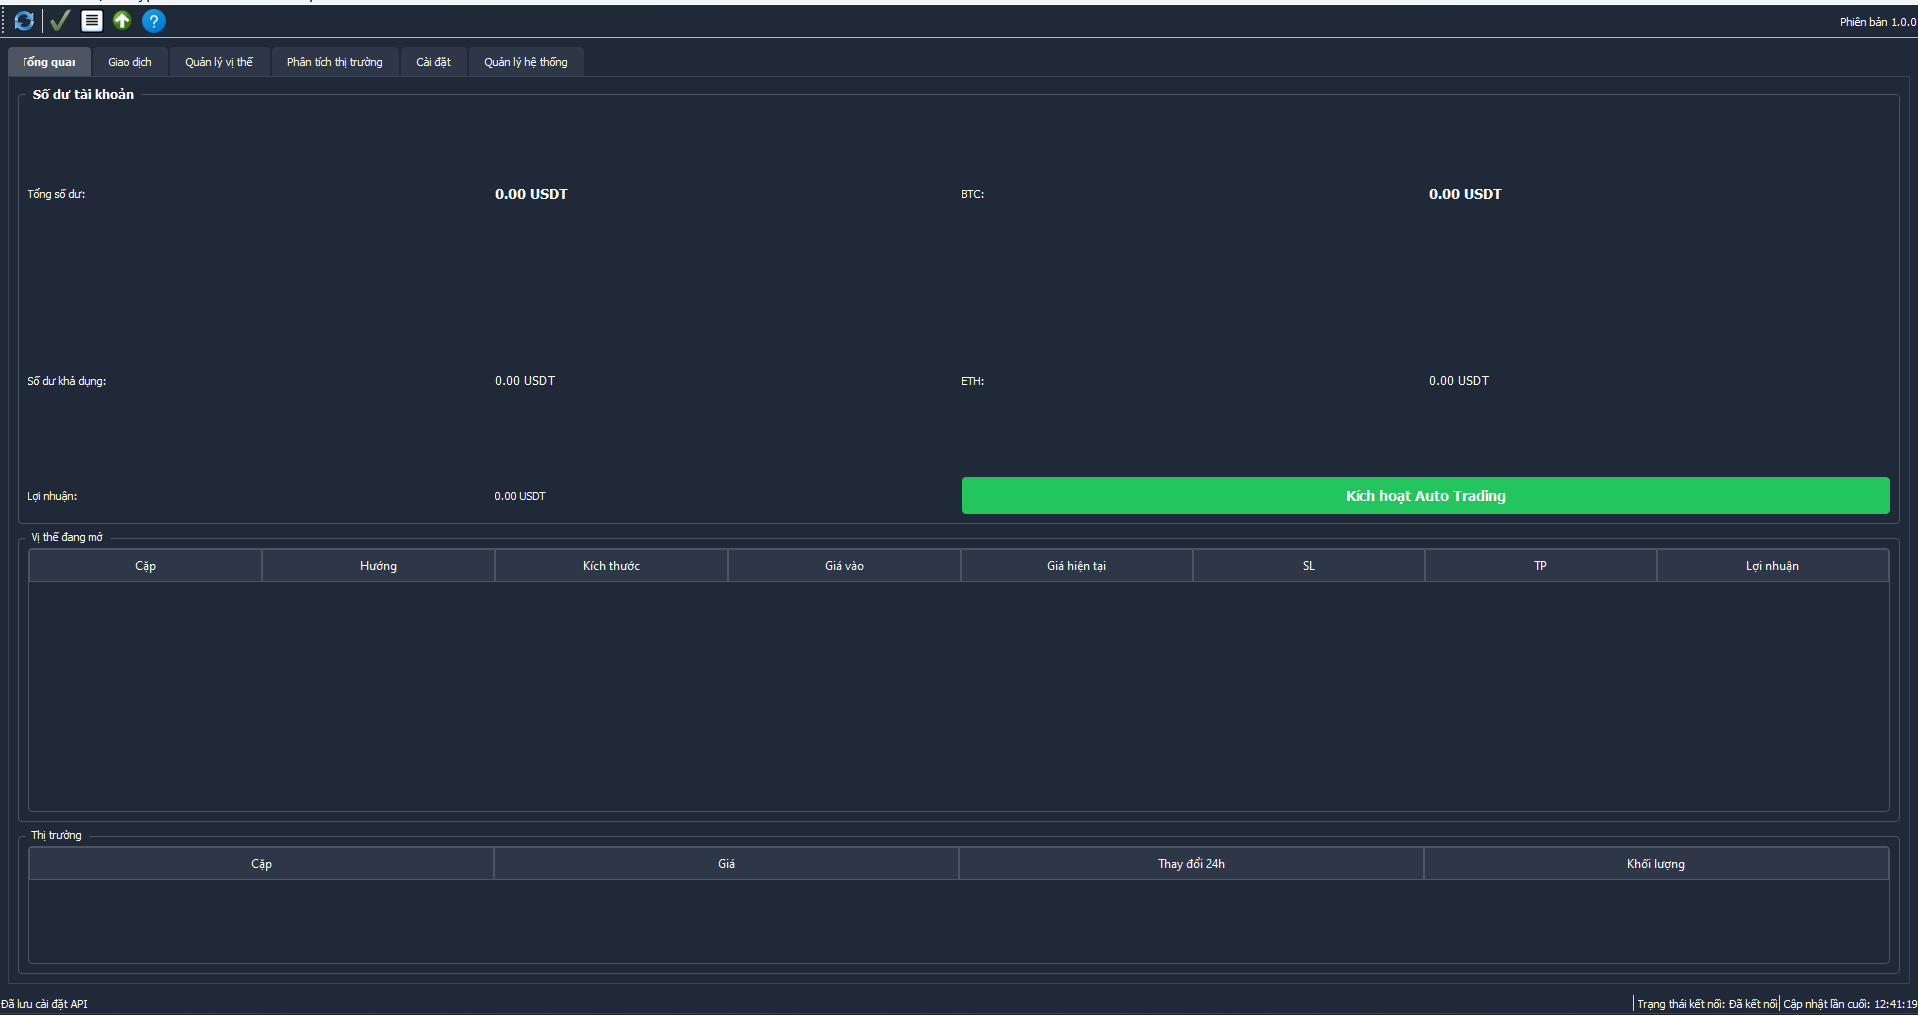 Phiên bản 1.0.0
Tổng quan Giao dịch Quản lý vị thế Phân tích thị trường Cài đặt Quản lý hệ thống
Số dư tài khoản
Tổng số dư: 0.00 USDT BTC: 0.00 USDT
Số dư khả dụng: 0.00 USDT ETH: 0.00 USDT
Lợi nhuận: 0.00 USDT Kích hoạt Auto Trading
Vị thế đang mở
Cặp Hướng Kích thước Giá vào Giá hiện tại SL TP Lợi nhuận
Thị trường
Cặp Giá Thay đổi 24h Khối lượng
Đã lưu cài đặt API Trạng thái kết nối: Đã kết nối Cập nhật lần cuối: 12:41:19